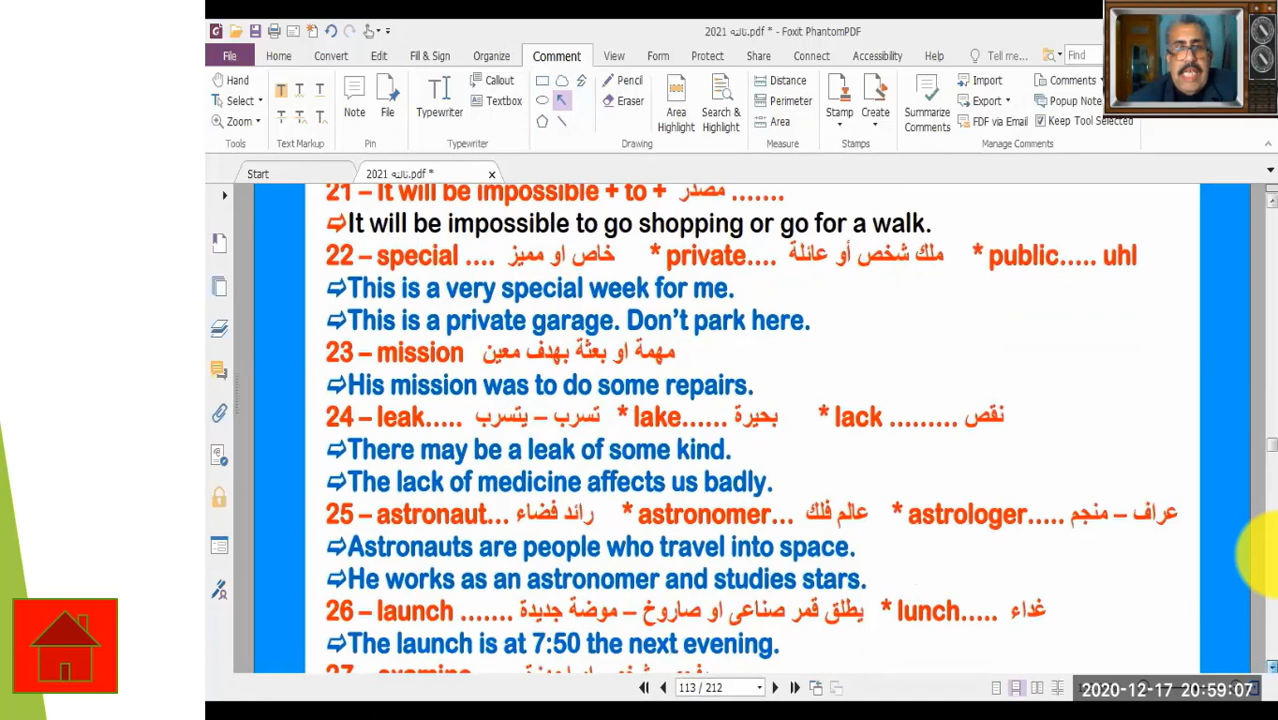 ثالثه 2021.pdf * - Foxit PhantomPDF
File Home Convert Edit Fill & Sign Organize Comment View Form Protect Share Connect Accessibility Help Tell me... Find
Hand Select Zoom Tools
Text Markup
Note File Pin
Typewriter Callout Textbox Typewriter
Pencil Eraser Area Highlight Search & Highlight Drawing
Distance Perimeter Area Measure
Stamp Create Stamps
Summarize Comments Import Export FDF via Email Comments Popup Note Keep Tool Selected Manage Comments
Start ثالثه 2021.pdf *
21 – It will be impossible + to + مصدر .......
⇨It will be impossible to go shopping or go for a walk.
22 – special .... خاص او مميز * private.... ملك شخص أو عائلة * public..... uhl
⇨This is a very special week for me.
⇨This is a private garage. Don't park here.
23 – mission مهمة او بعثة بهدف معين
⇨His mission was to do some repairs.
24 – leak..... تسرب – يتسرب * lake...... بحيرة * lack ......... نقص
⇨There may be a leak of some kind.
⇨The lack of medicine affects us badly.
25 – astronaut... رائد فضاء * astronomer... عالم فلك * astrologer..... عراف – منجم
⇨Astronauts are people who travel into space.
⇨He works as an astronomer and studies stars.
26 – launch ....... يطلق قمر صناعى او صاروخ – موضة جديدة * lunch..... غداء
⇨The launch is at 7:50 the next evening.
27 – examine
113 / 212
2020-12-17 20:59:07